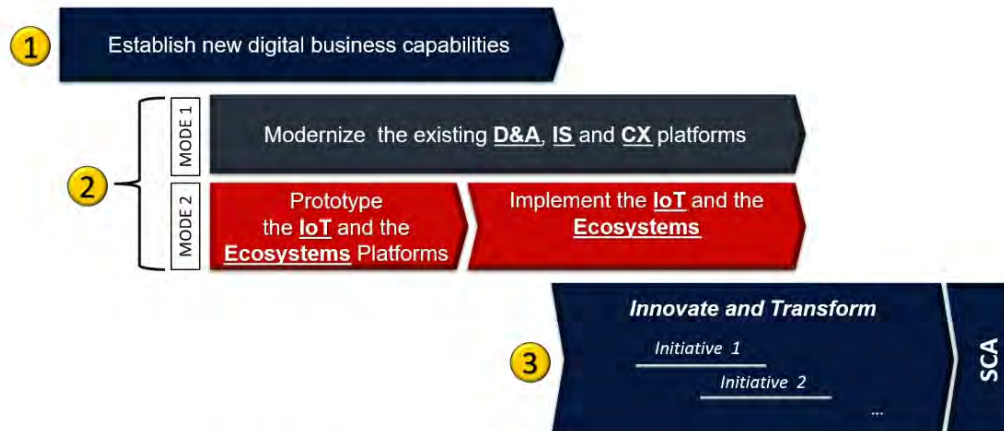 1
Establish new digital business capabilities
2
MODE 1
Modernize the existing D&A, IS and CX platforms
MODE 2
Prototype
the IoT and the
Ecosystems Platforms
Implement the IoT and the
Ecosystems
3
Innovate and Transform
Initiative 1
Initiative 2
...
SCA